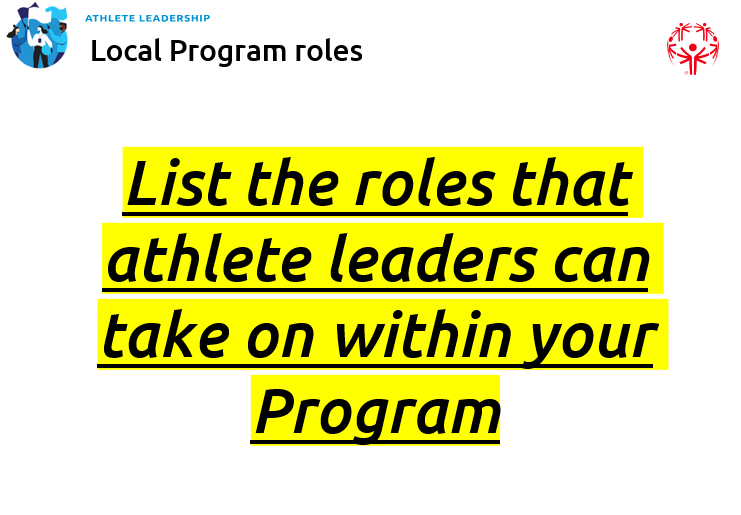 ATHLETE LEADERSHIP
Local Program roles
List the roles that
athlete leaders can
take on within your
Program